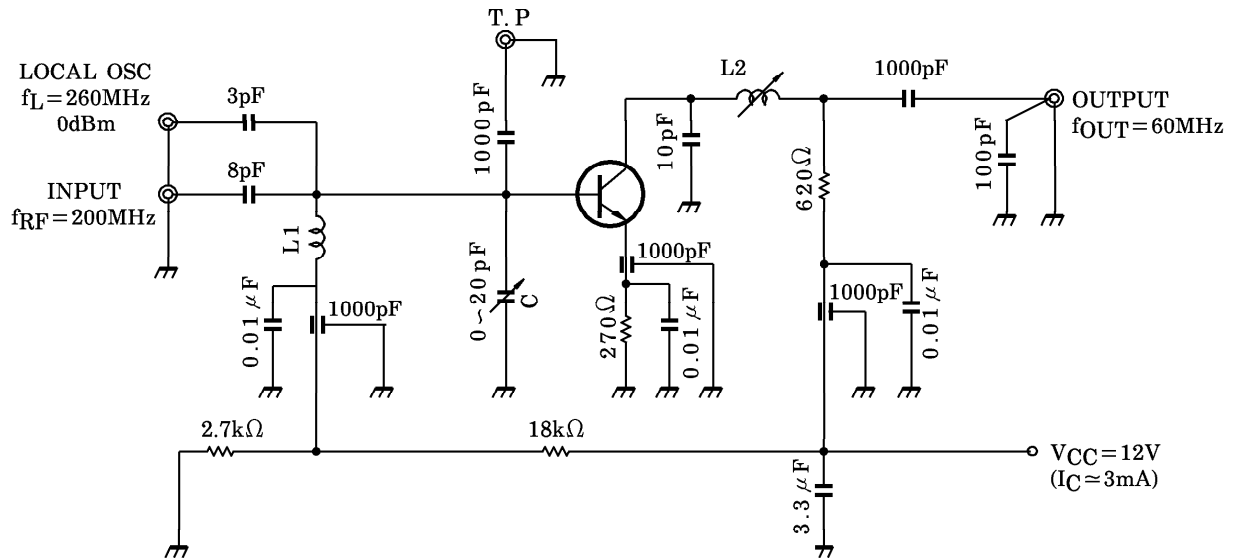 T. P
LOCAL OSC
fL=260MHz
0dBm
3pF
1000pF
L2
1000pF
OUTPUT
fOUT=60MHz
10pF
100pF
INPUT
fRF=200MHz
8pF
620Ω
L1
0.01μF
1000pF
0~20pF
C
1000pF
270Ω
0.01μF
1000pF
0.01μF
2.7kΩ
18kΩ
VCC=12V
(IC≃3mA)
3.3μF